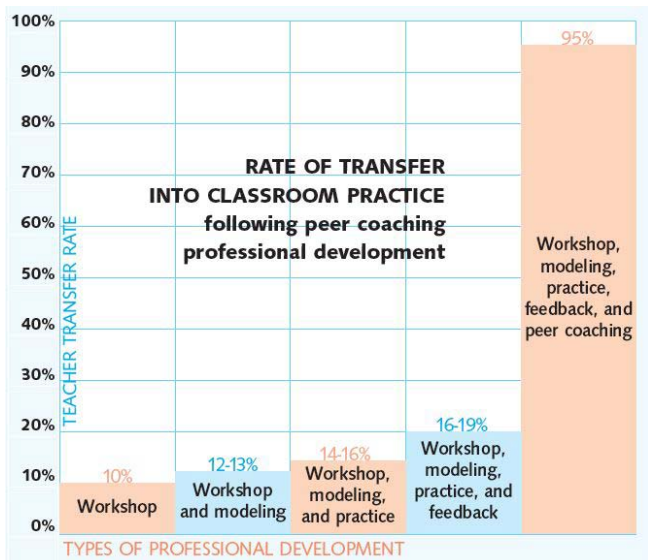 100%
90%
80%
70%
60%
50%
40%
30%
20%
10%
0%
TEACHER TRANSFER RATE
RATE OF TRANSFER
INTO CLASSROOM PRACTICE
following peer coaching
professional development
10%
Workshop
12-13%
Workshop
and modeling
14-16%
Workshop,
modeling,
and practice
16-19%
Workshop,
modeling,
practice, and
feedback
95%
Workshop,
modeling,
practice,
feedback, and
peer coaching
TYPES OF PROFESSIONAL DEVELOPMENT